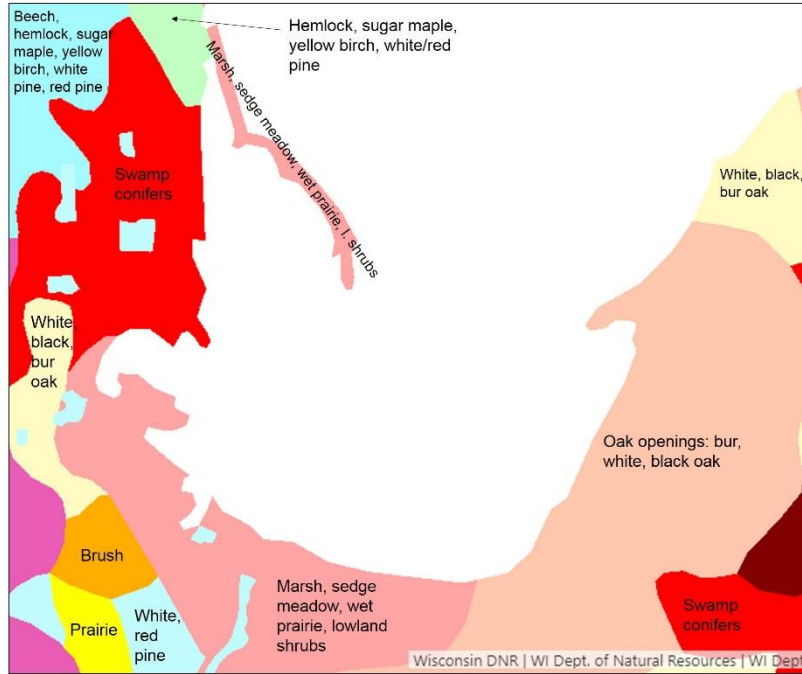 Beech,
hemlock, sugar
maple, yellow
birch, white
pine, red pine
Hemlock, sugar maple,
yellow birch, white/red
pine
Marsh, sedge meadow, wet prairie, l. shrubs
Swamp
conifers
White, black,
bur oak
White,
black,
bur
oak
Oak openings: bur,
white, black oak
Brush
Prairie
White,
red
pine
Marsh, sedge
meadow, wet
prairie, lowland
shrubs
Swamp
conifers
Wisconsin DNR | WI Dept. of Natural Resources | WI Dept